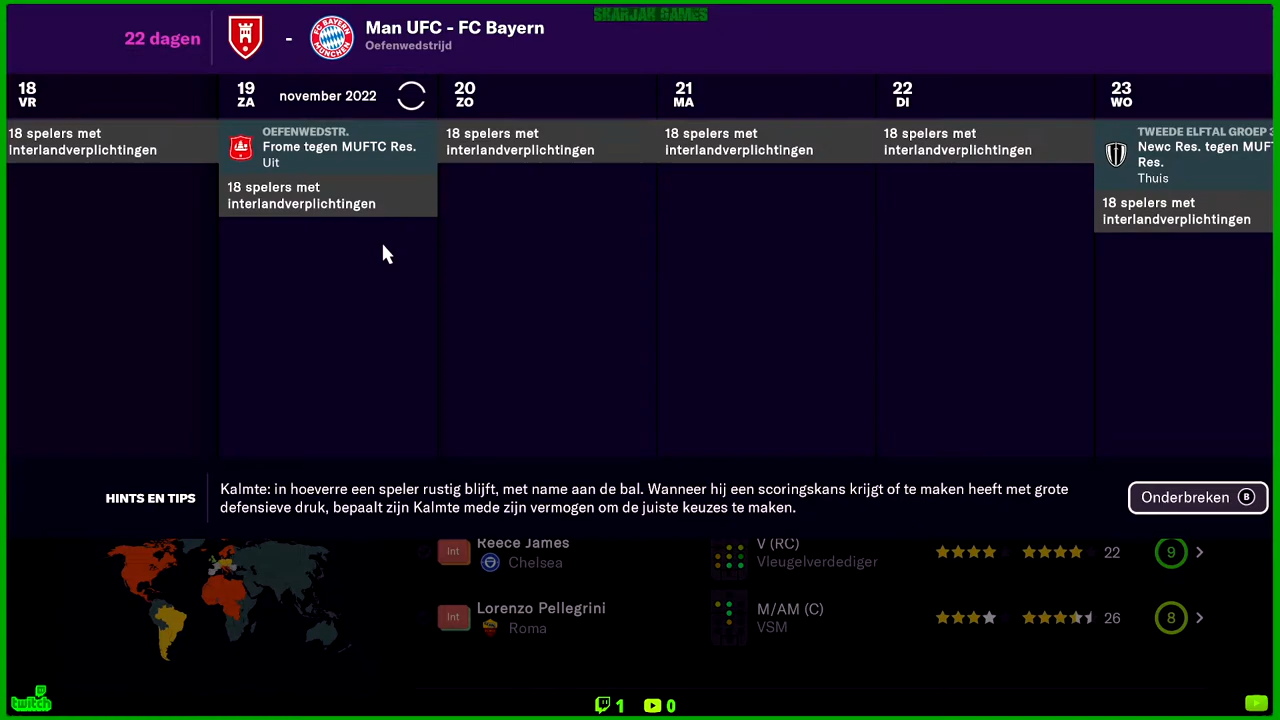 SKARJAR GAMES
22 dagen
-
FC BAYERN
MÜNCHEN
Man UFC - FC Bayern
Oefenwedstrijd
18
VR
19
ZA
november 2022
20
ZO
21
MA
22
DI
23
WO
18 spelers met
interlandverplichtingen
OEFENWEDSTR.
Frome tegen MUFTC Res.
Uit
18 spelers met
interlandverplichtingen
18 spelers met
interlandverplichtingen
18 spelers met
interlandverplichtingen
18 spelers met
interlandverplichtingen
TWEEDE ELFTAL GROEP
Newc Res. tegen MUF
Res.
Thuis
18 spelers met
interlandverplichtingen
HINTS EN TIPS
Kalmte: in hoeverre een speler rustig blijft, met name aan de bal. Wanneer hij een scoringskans krijgt of te maken heeft met grote
defensieve druk, bepaalt zijn Kalmte mede zijn vermogen om de juiste keuzes te maken.
Onderbreken B
Int
Reece James
Chelsea
V (RC)
Vleugelverdediger
22
9
Int
Lorenzo Pellegrini
Roma
M/AM (C)
VSM
26
8
twitch
1
0